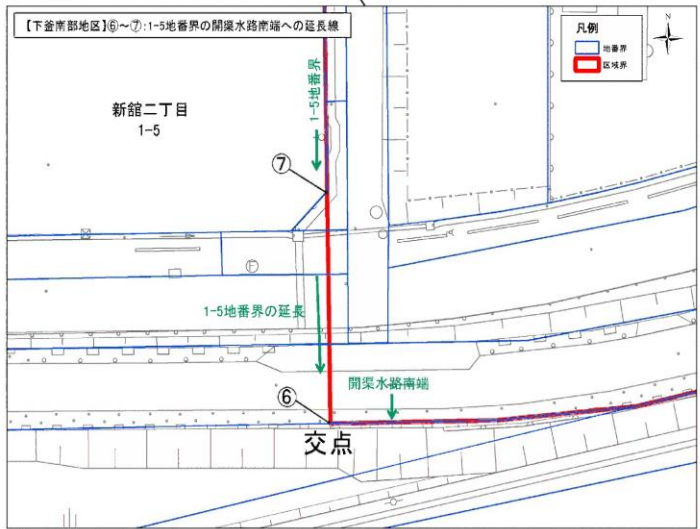 【下釜南部地区】⑥～⑦:1-5地番界の開渠水路南端への延長線
凡例
地番界
区域界
N
新舘二丁目
1-5
1-5地番界
⑦
F
1-5地番界の延長
開渠水路南端
⑥
交点